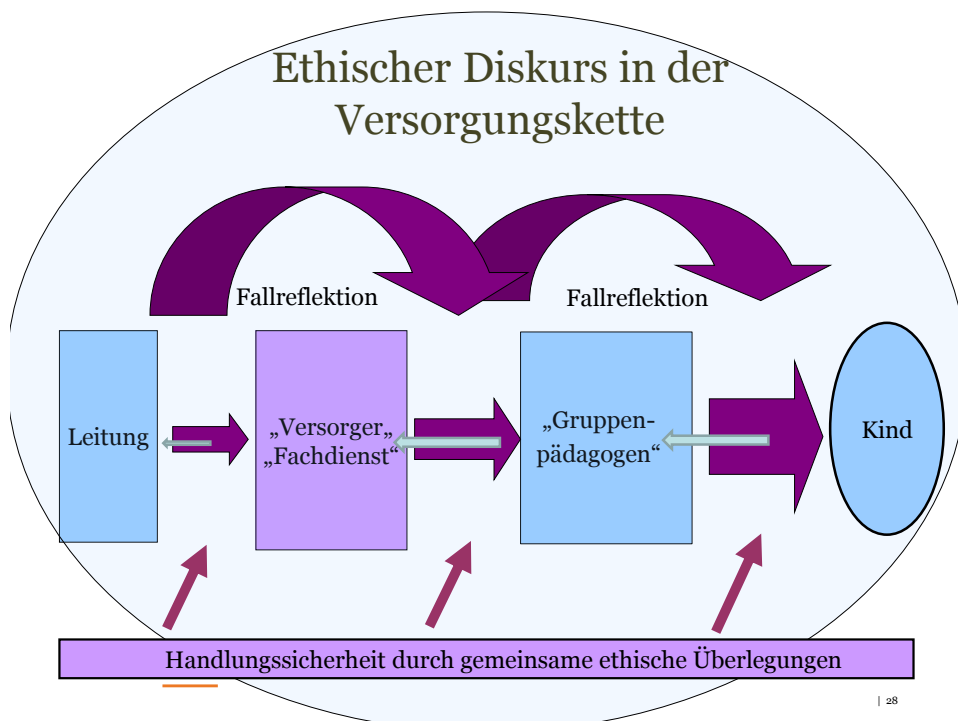 Ethischer Diskurs in der
Versorgungskette
Fallreflektion
Fallreflektion
Leitung
„Versorger„
„Fachdienst“
„Gruppen-
pädagogen“
Kind
Handlungssicherheit durch gemeinsame ethische Überlegungen
| 28